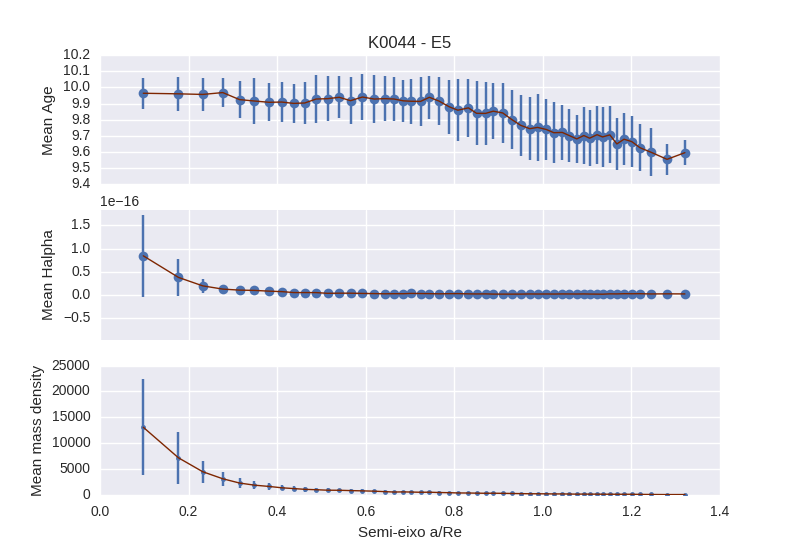 K0044 - E5
10.2
10.1
10.0
9.9
9.8
9.7
9.6
9.5
9.4
Mean Age
1e−16
1.5
1.0
0.5
0.0
−0.5
Mean Halpha
25000
20000
15000
10000
5000
0
Mean mass density
0.0 0.2 0.4 0.6 0.8 1.0 1.2 1.4
Semi-eixo a/Re